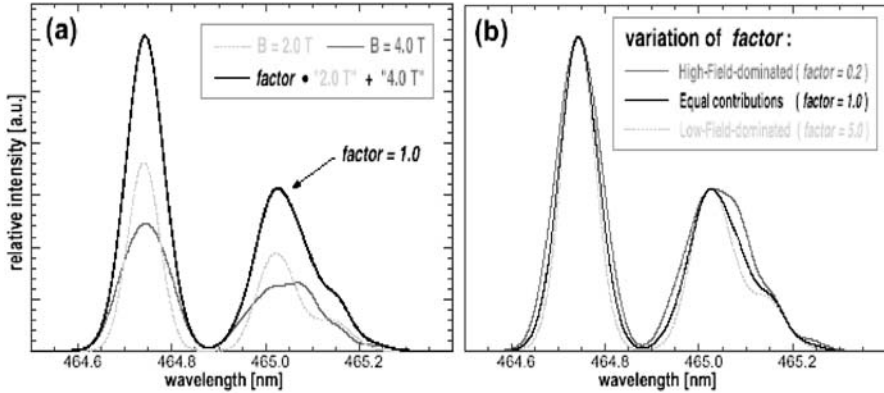 (a)
B = 2.0 T B = 4.0 T
factor • "2.0 T" + "4.0 T"
factor = 1.0
relative intensity [a.u.]
464.6 464.8 465.0 465.2
wavelength [nm]
(b)
variation of factor :
High-Field-dominated ( factor = 0.2 )
Equal contributions ( factor = 1.0 )
Low-Field-dominated ( factor = 5.0 )
464.6 464.8 465.0 465.2
wavelength [nm]